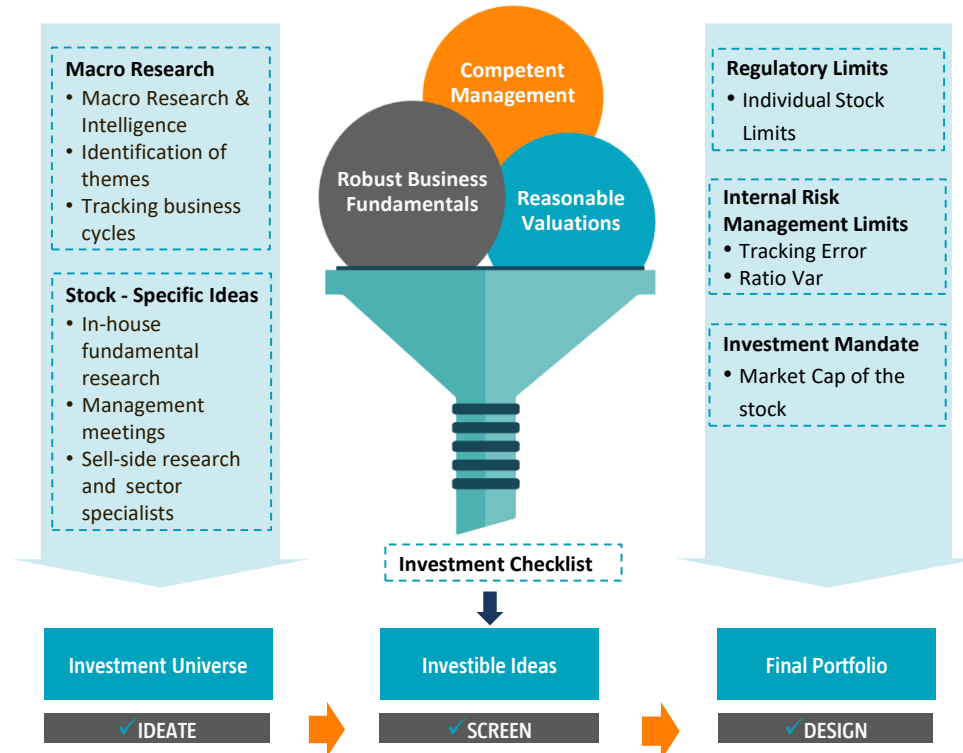 Macro Research
• Macro Research &
Intelligence
• Identification of
themes
• Tracking business
cycles
Stock - Specific Ideas
• In-house
fundamental
research
• Management
meetings
• Sell-side research
and sector
specialists
Competent
Management
Robust Business
Fundamentals
Reasonable
Valuations
Investment Checklist
Regulatory Limits
• Individual Stock
Limits
Internal Risk
Management Limits
• Tracking Error
• Ratio Var
Investment Mandate
• Market Cap of the
stock
Investment Universe
✓IDEATE
Investible Ideas
✓SCREEN
Final Portfolio
✓DESIGN